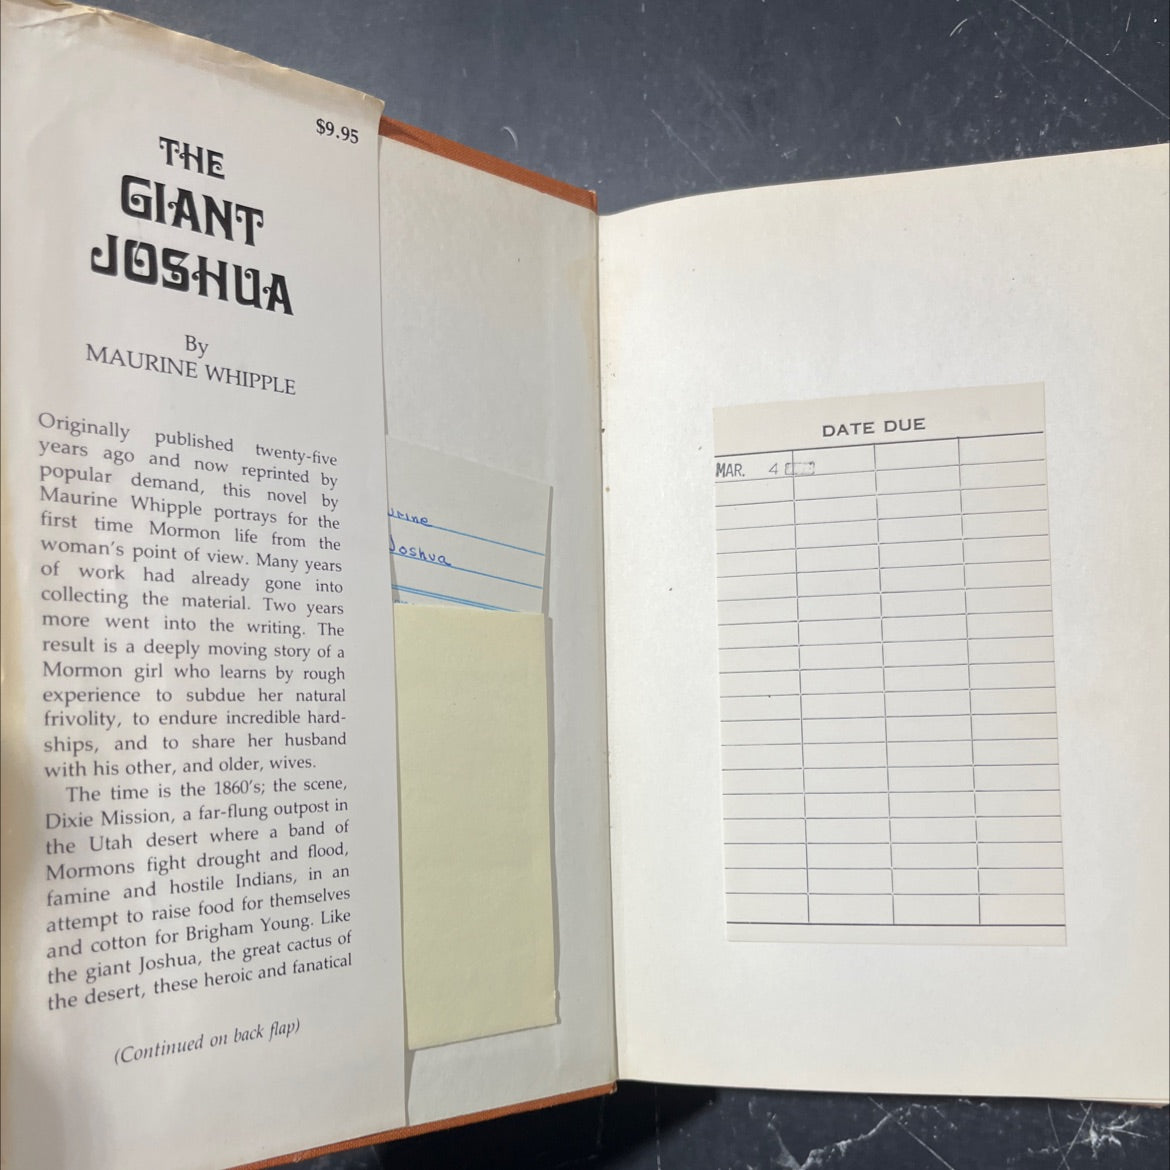 $9.95
THE
GIANT
JOSHUA
By
MAURINE WHIPPLE
Originally published twenty-five
years ago and now reprinted by
popular demand, this novel by
Maurine Whipple portrays for the
first time Mormon life from the
woman's point of view. Many years
of work had already gone into
collecting the material. Two years
more went into the writing. The
result is a deeply moving story of a
Mormon girl who learns by rough
experience to subdue her natural
frivolity, to endure incredible hard-
ships, and to share her husband
with his other, and older, wives.
The time is the 1860's; the scene,
Dixie Mission, a far-flung outpost in
the Utah desert where a band of
Mormons fight drought and flood,
famine and hostile Indians, in an
attempt to raise food for themselves
and cotton for Brigham Young. Like
the giant Joshua, the great cactus of
the desert, these heroic and fanatical
(Continued on back flap)
urine
Joshua
DATE DUE
MAR. 4